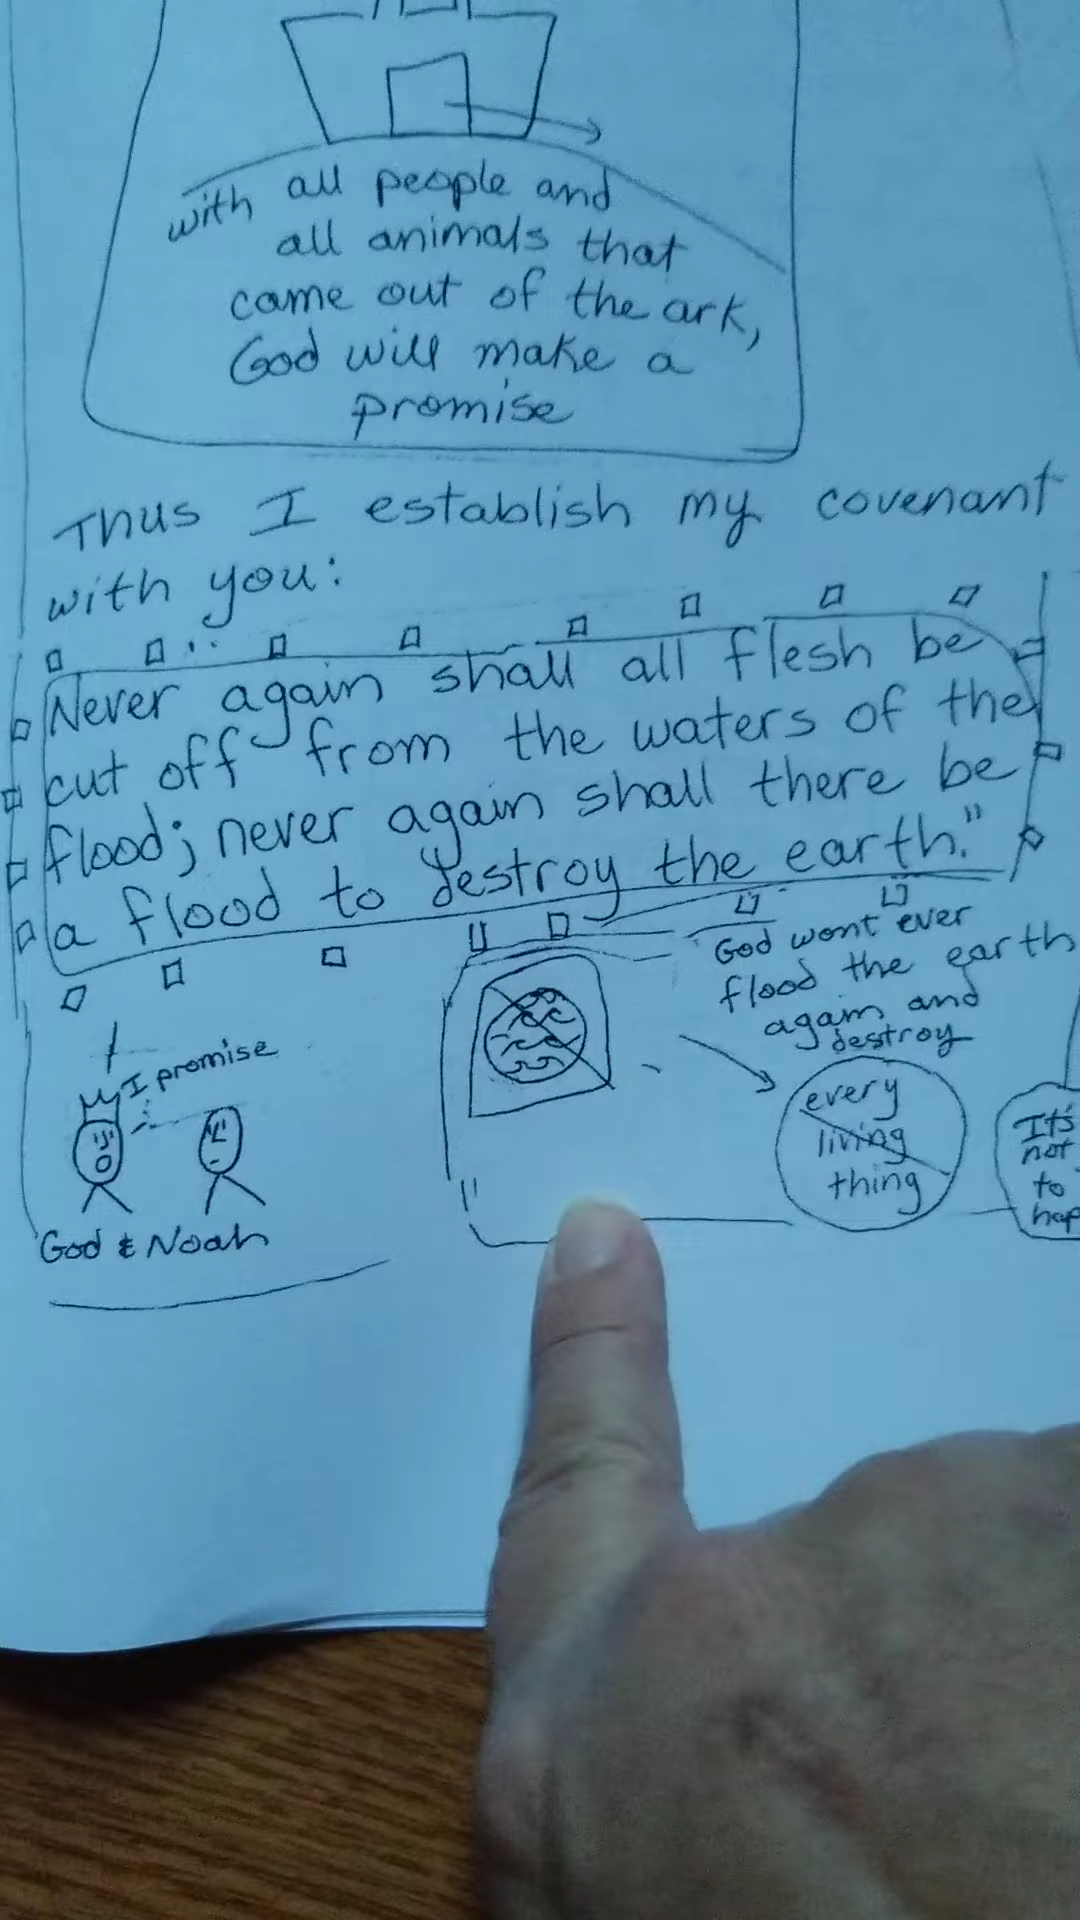 with all people and
all animals that
came out of the ark,
God will make a
promise
Thus I establish my covenant
with you:
Never again shall all flesh be
cut off from the waters of the
flood; never again shall there be
a flood to destroy the earth."
God wont ever
flood the earth
again and
destroy
every
living
thing
I promise
God & Noah
It's
not
to